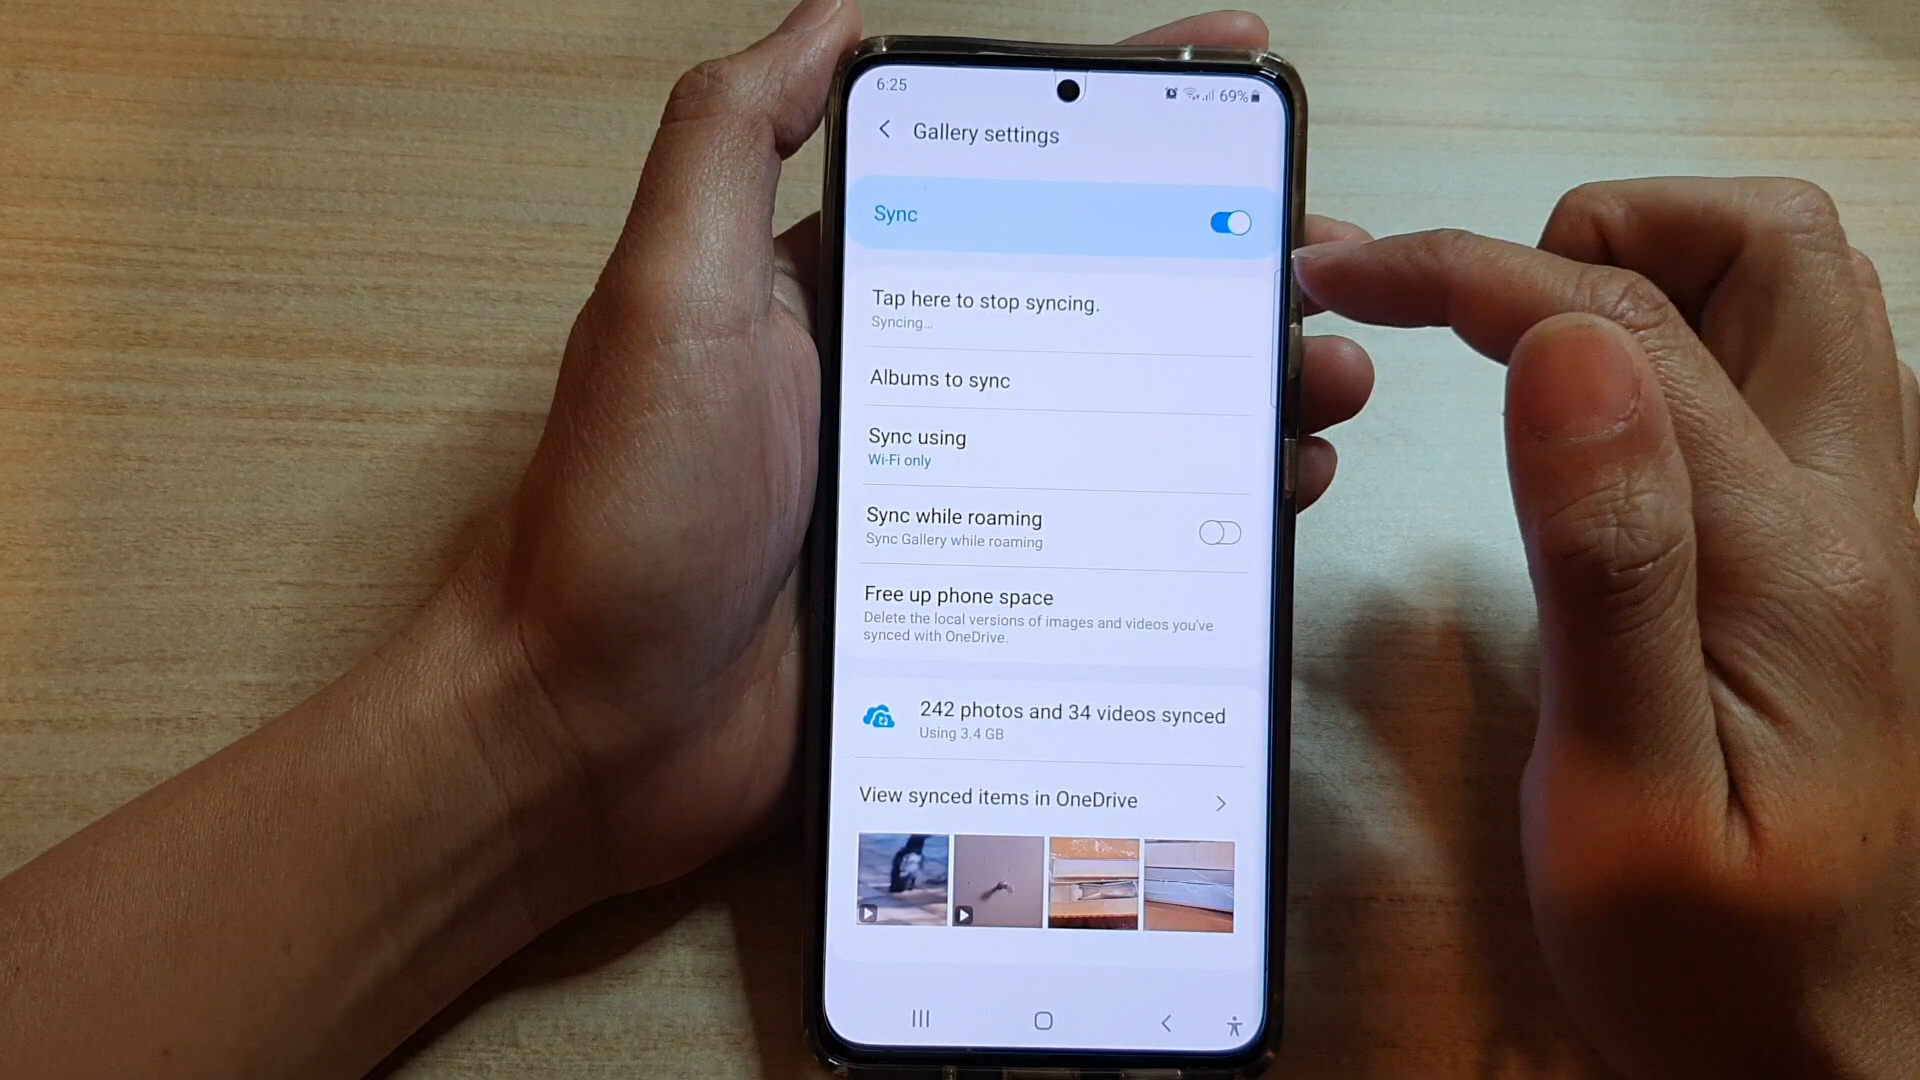 6:25
69%
Gallery settings
Sync
Tap here to stop syncing.
Syncing...
Albums to sync
Sync using
Wi-Fi only
Sync while roaming
Sync Gallery while roaming
Free up phone space
Delete the local versions of images and videos you've
synced with OneDrive.
242 photos and 34 videos synced
Using 3.4 GB
View synced items in OneDrive